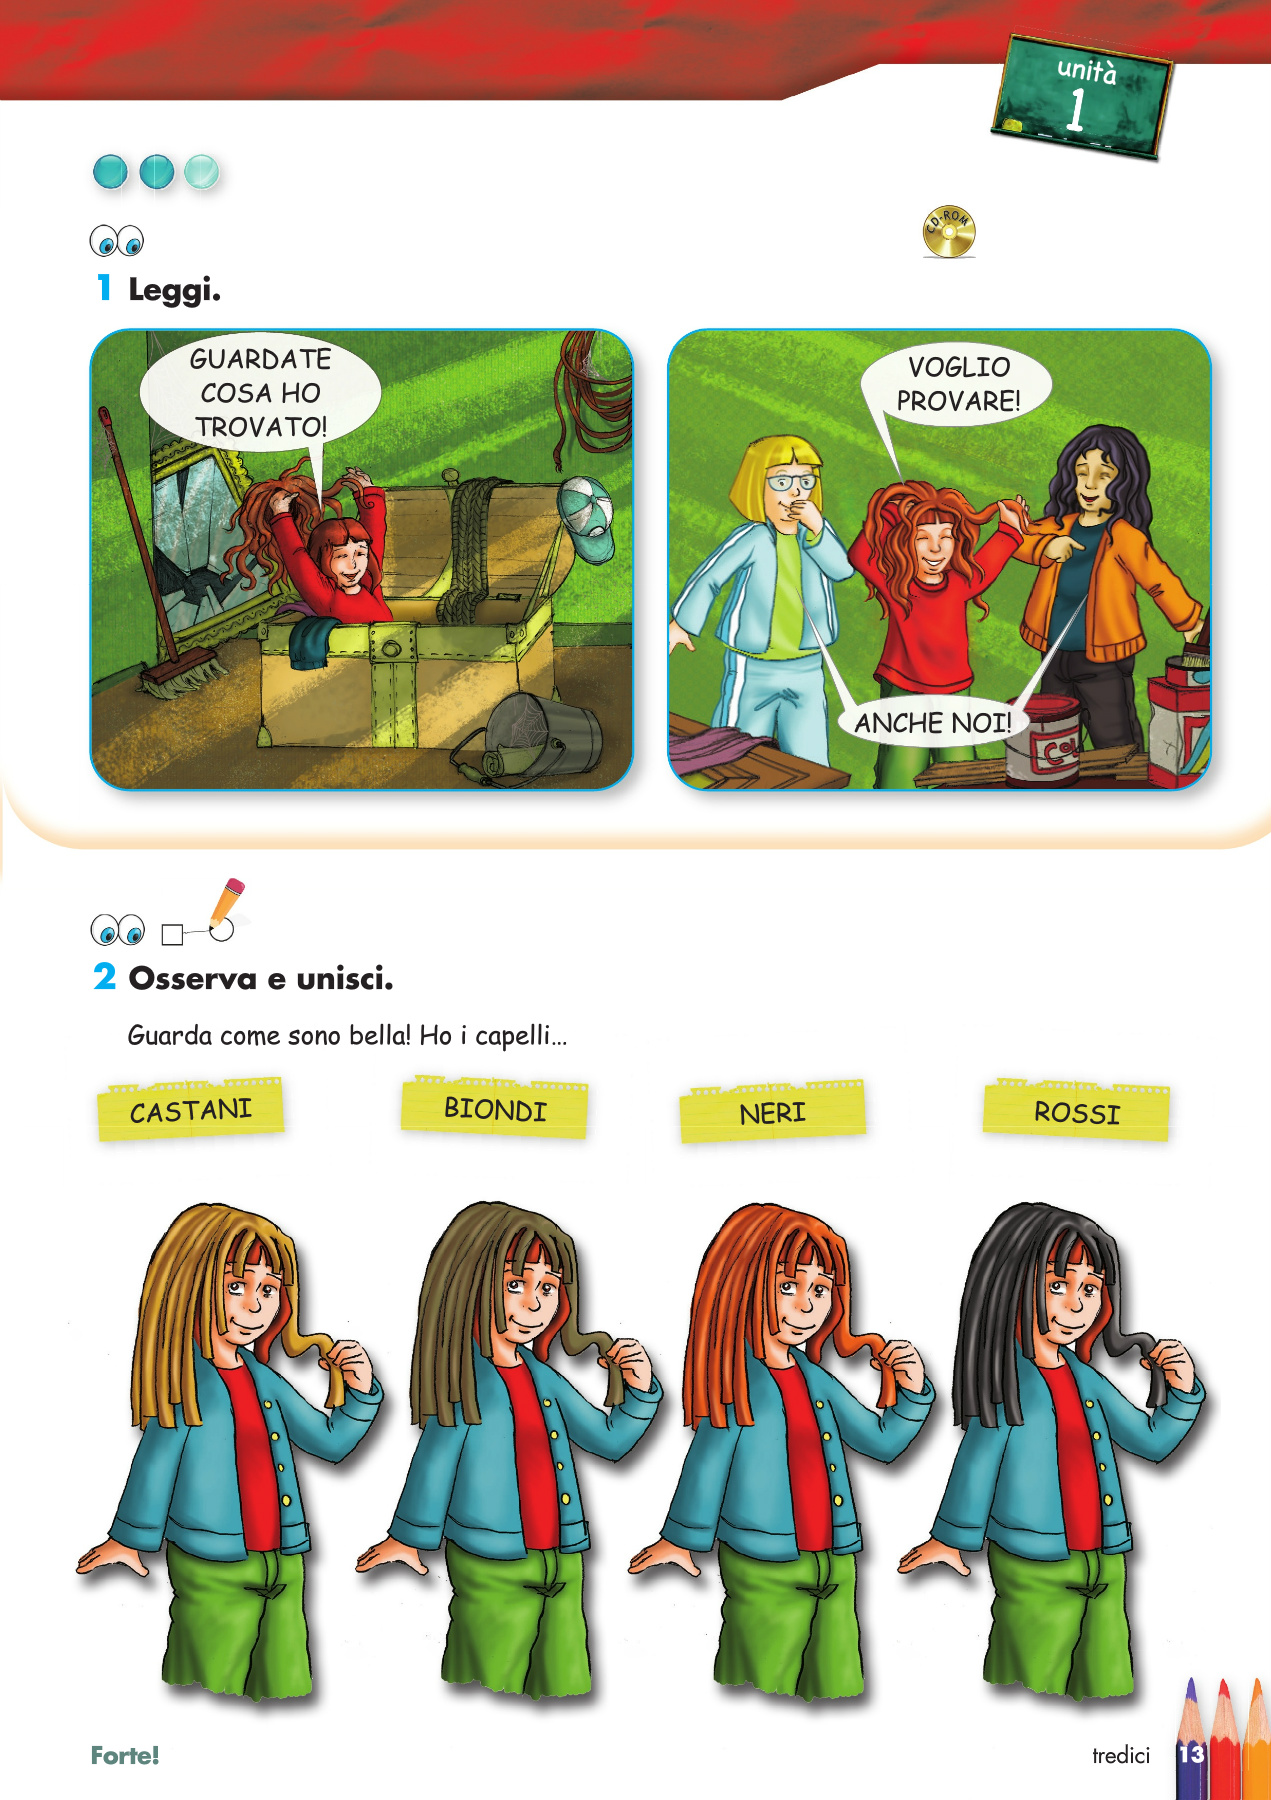 unità
1
CD-ROM
1 Leggi.
GUARDATE
COSA HO
TROVATO!
VOGLIO
PROVARE!
ANCHE NOI!
COL
2 Osserva e unisci.
Guarda come sono bella! Ho i capelli...
CASTANI
BIONDI
NERI
ROSSI
Forte!
tredici
13